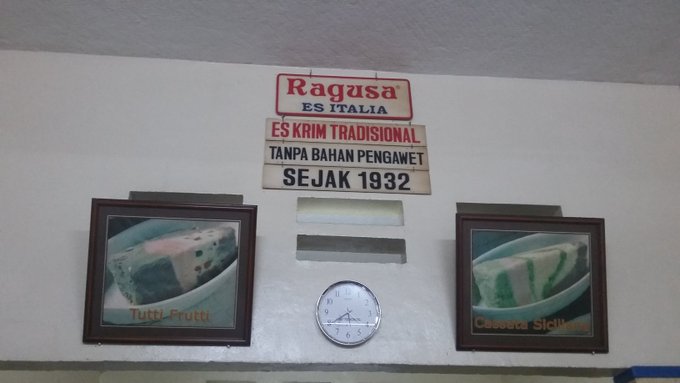 Ragusa
ES ITALIA
ES KRIM TRADISIONAL
TANPA BAHAN PENGAWET
SEJAK 1932
Tutti Frutti
Cassata Siciliana